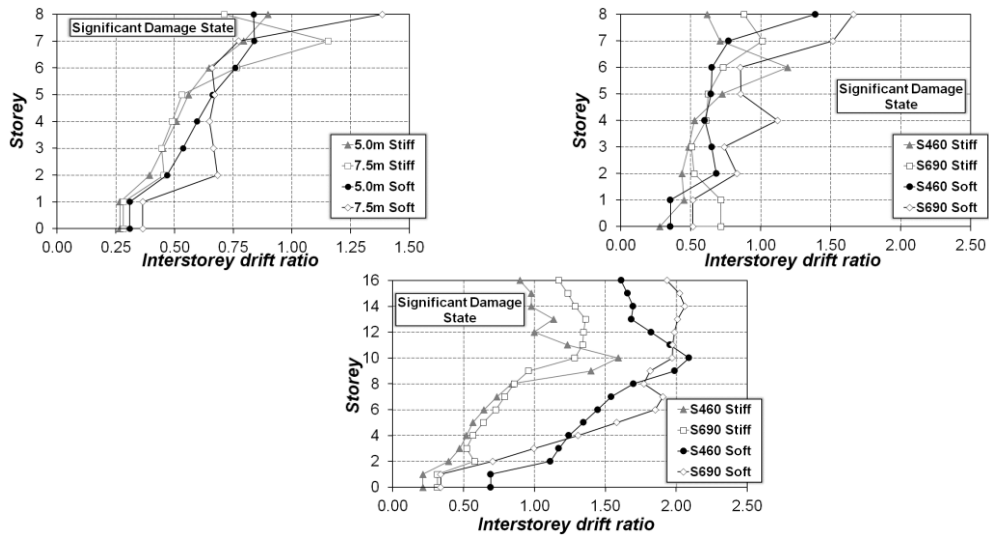 Significant Damage State
Storey
8
7
6
5
4
3
2
1
0
5.0m Stiff
7.5m Stiff
5.0m Soft
7.5m Soft
0.00 0.25 0.50 0.75 1.00 1.25 1.50
Interstorey drift ratio
Storey
8
7
6
5
4
3
2
1
0
Significant Damage
State
S460 Stiff
S690 Stiff
S460 Soft
S690 Soft
0.00 0.50 1.00 1.50 2.00 2.50
Interstorey drift ratio
Storey
16
14
12
10
8
6
4
2
0
Significant Damage
State
S460 Stiff
S690 Stiff
S460 Soft
S690 Soft
0.00 0.50 1.00 1.50 2.00 2.50
Interstorey drift ratio